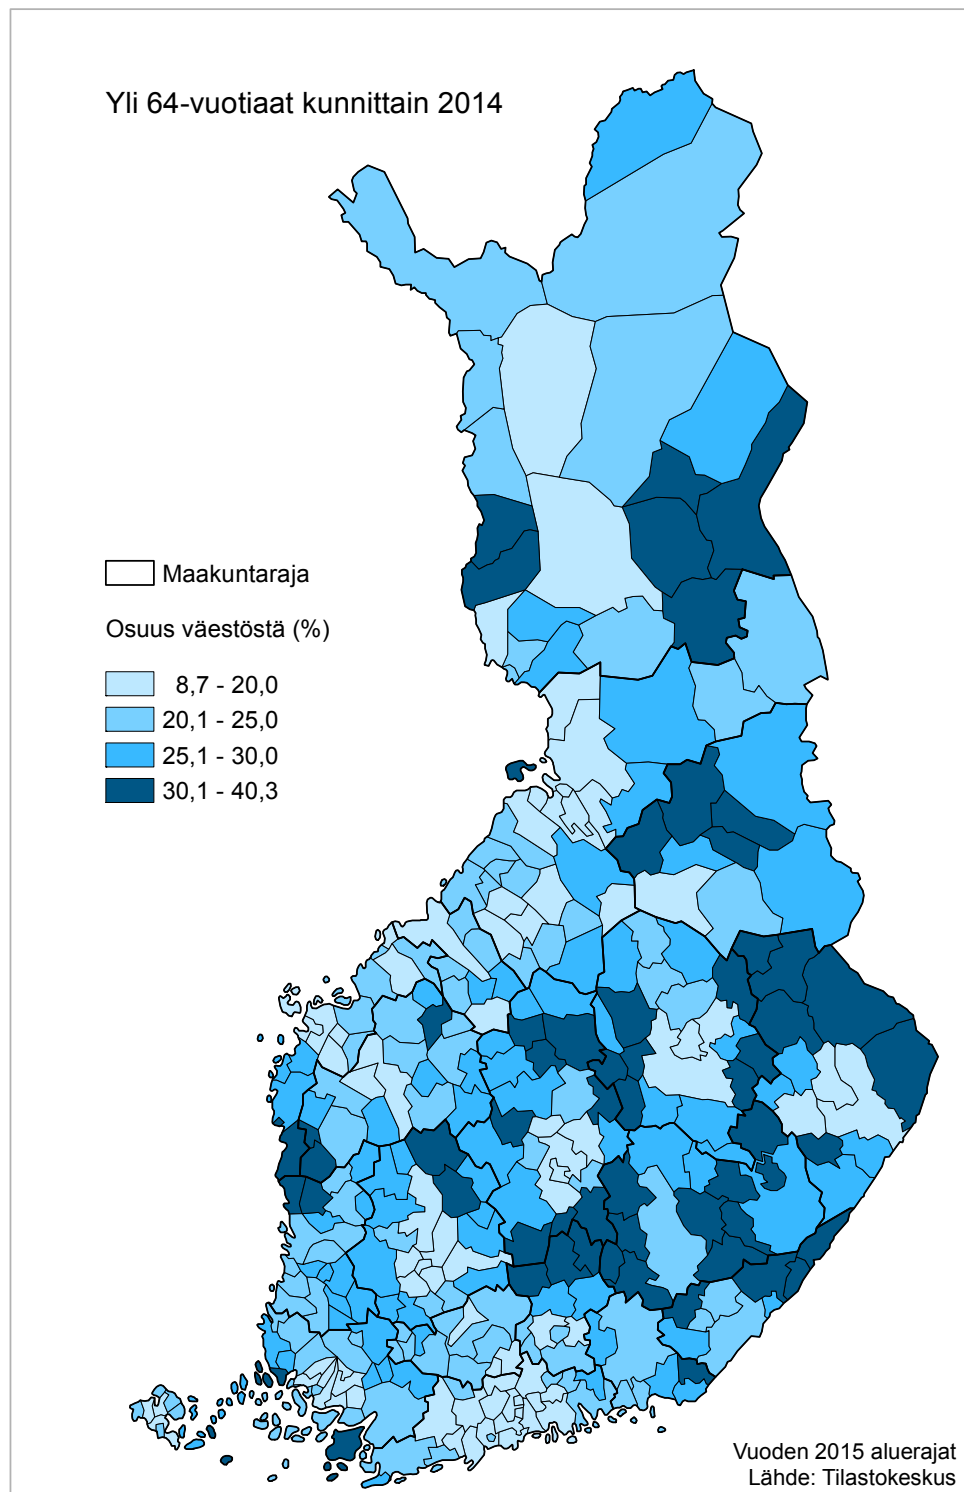 Yli 64-vuotiaat kunnittain 2014
Maakuntaraja
Osuus väestöstä (%)
8,7 - 20,0
20,1 - 25,0
25,1 - 30,0
30,1 - 40,3
Vuoden 2015 aluerajat
Lähde: Tilastokeskus